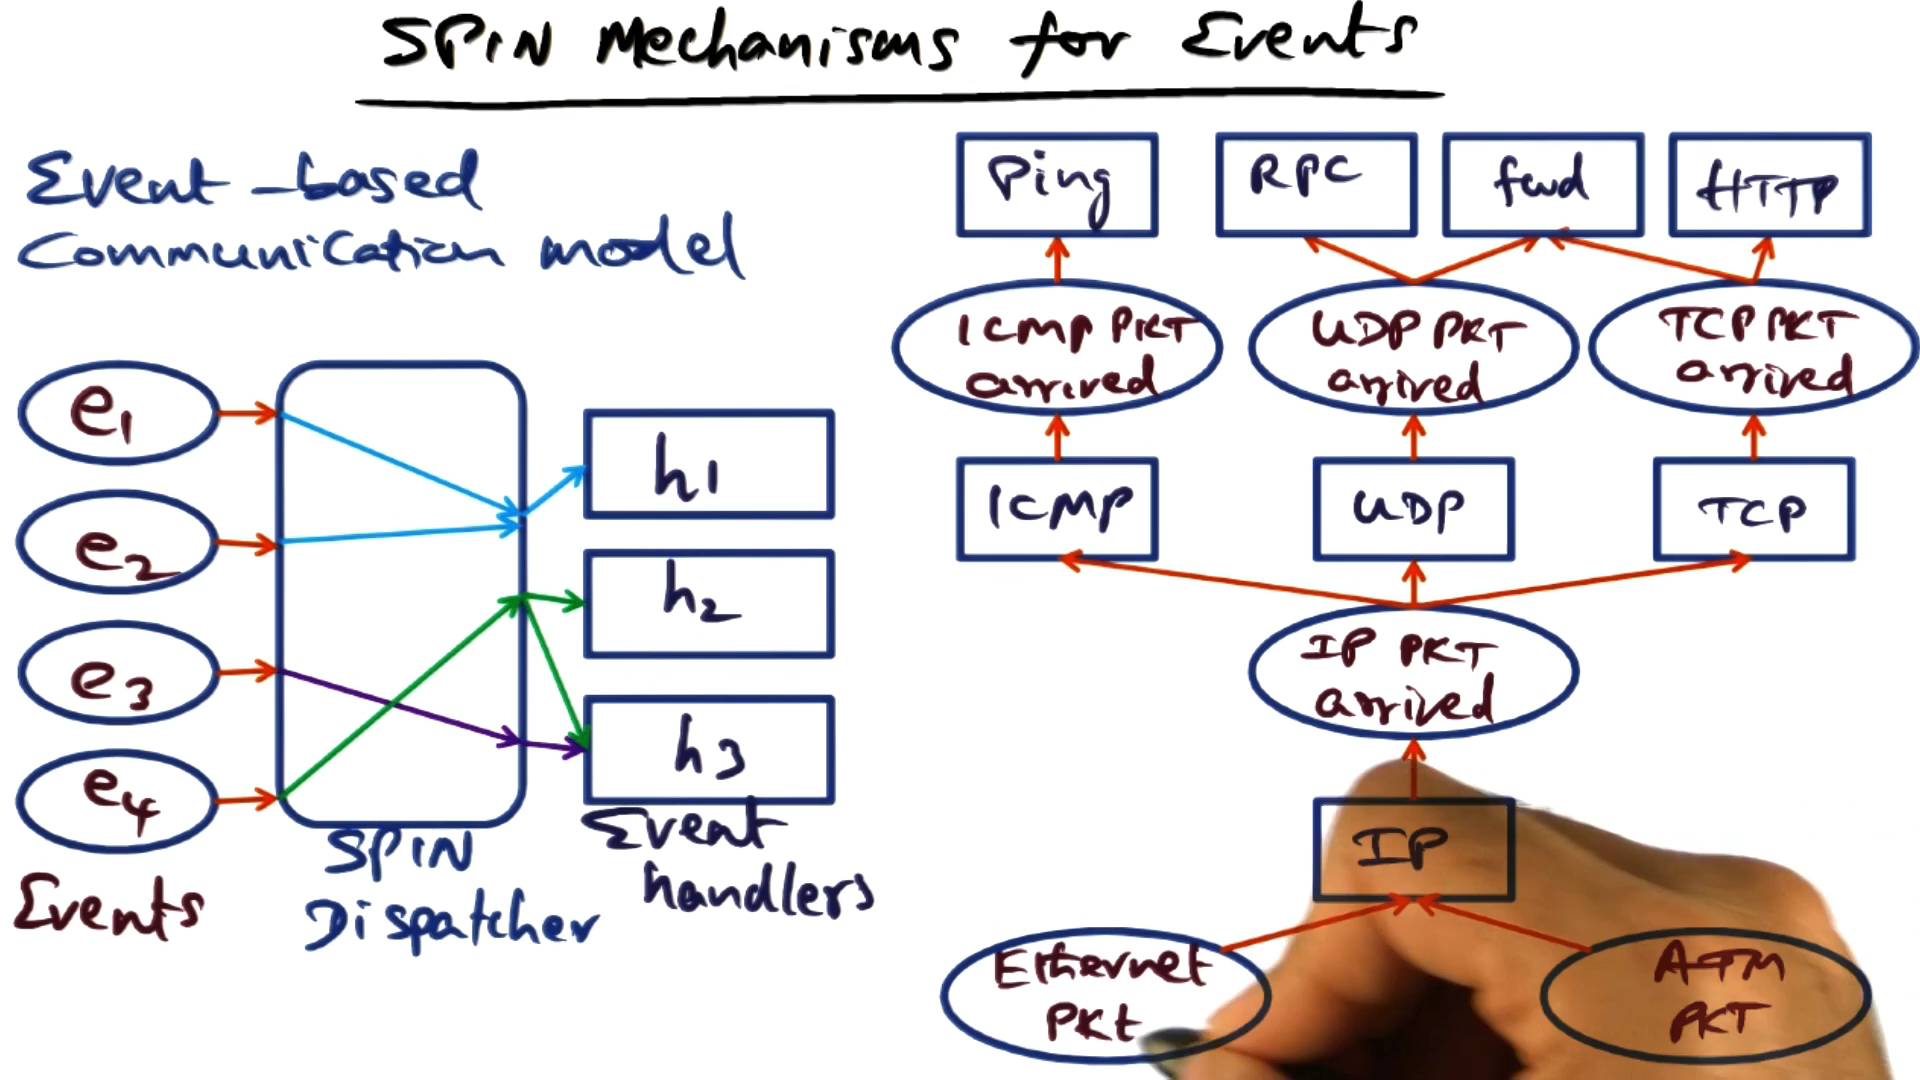 SPIN Mechanisms for Events
Event-based
Communication model
e1
e2
e3
e4
Events
SPIN
Dispatcher
h1
h2
h3
Event
handlers
Ping
RPC
fwd
HTTP
ICMP PKT
arrived
UDP PKT
arrived
TCP PKT
arrived
ICMP
UDP
TCP
IP PKT
arrived
IP
Ethernet
PKt
ATM
PKT